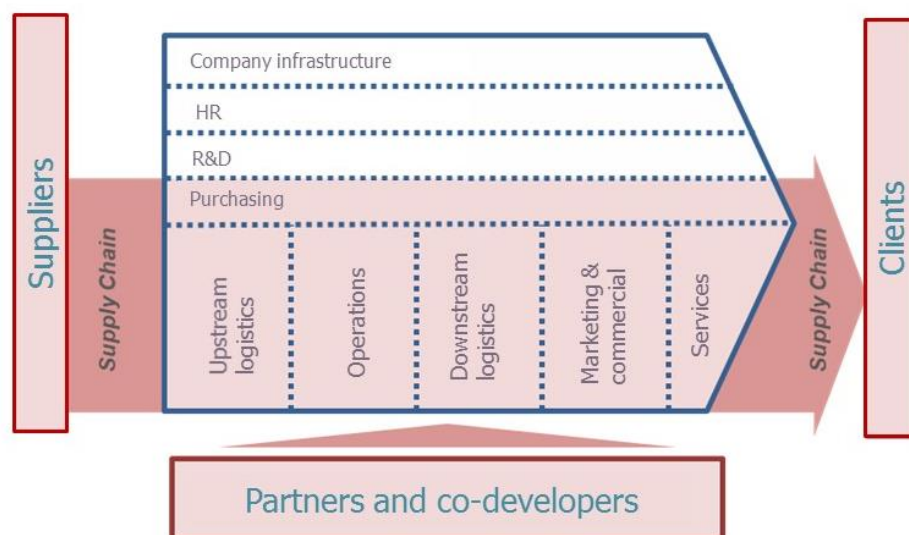 Company infrastructure
HR
R&D
Purchasing
Suppliers
Supply Chain
Upstream
logistics
Operations
Downstream
logistics
Marketing &
commercial
Services
Supply Chain
Clients
Partners and co-developers